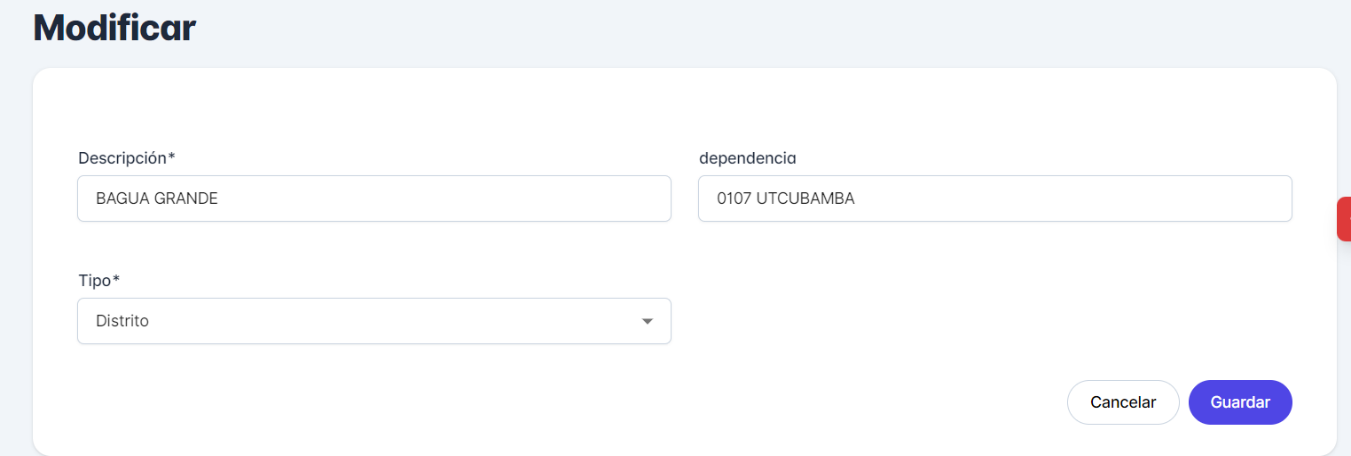 Modificar
Descripción*
dependencia
BAGUA GRANDE
0107 UTCUBAMBA
Tipo*
Distrito
Cancelar
Guardar